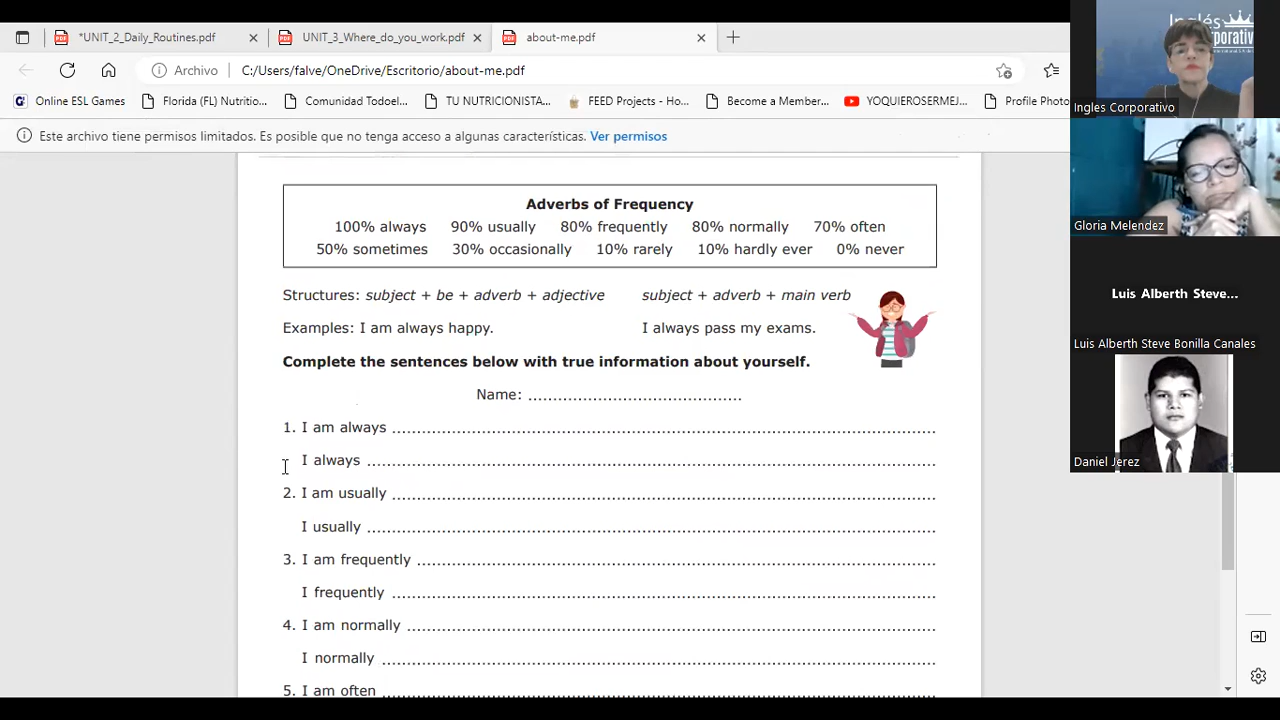 *UNIT_2_Daily_Routines.pdf
UNIT_3_Where_do_you_work.pdf
about-me.pdf
Archivo
C:/Users/falve/OneDrive/Escritorio/about-me.pdf
Online ESL Games
Florida (FL) Nutritio...
Comunidad Todoel...
TU NUTRICIONISTA...
FEED Projects - Ho...
Become a Member...
YOQUIEROSERMEJ...
Profile Photo
Este archivo tiene permisos limitados. Es posible que no tenga acceso a algunas características. Ver permisos
Adverbs of Frequency
100% always 90% usually 80% frequently 80% normally 70% often
50% sometimes 30% occasionally 10% rarely 10% hardly ever 0% never
Structures: subject + be + adverb + adjective subject + adverb + main verb
Examples: I am always happy. I always pass my exams.
Complete the sentences below with true information about yourself.
Name: ..........................................
1. I am always ..........................................
I always ..........................................
2. I am usually ..........................................
I usually ..........................................
3. I am frequently ..........................................
I frequently ..........................................
4. I am normally ..........................................
I normally ..........................................
5. I am often ..........................................
Inglés
Ingles Corporativo
Gloria Melendez
Luis Alberth Steve...
Luis Alberth Steve Bonilla Canales
Daniel Jerez